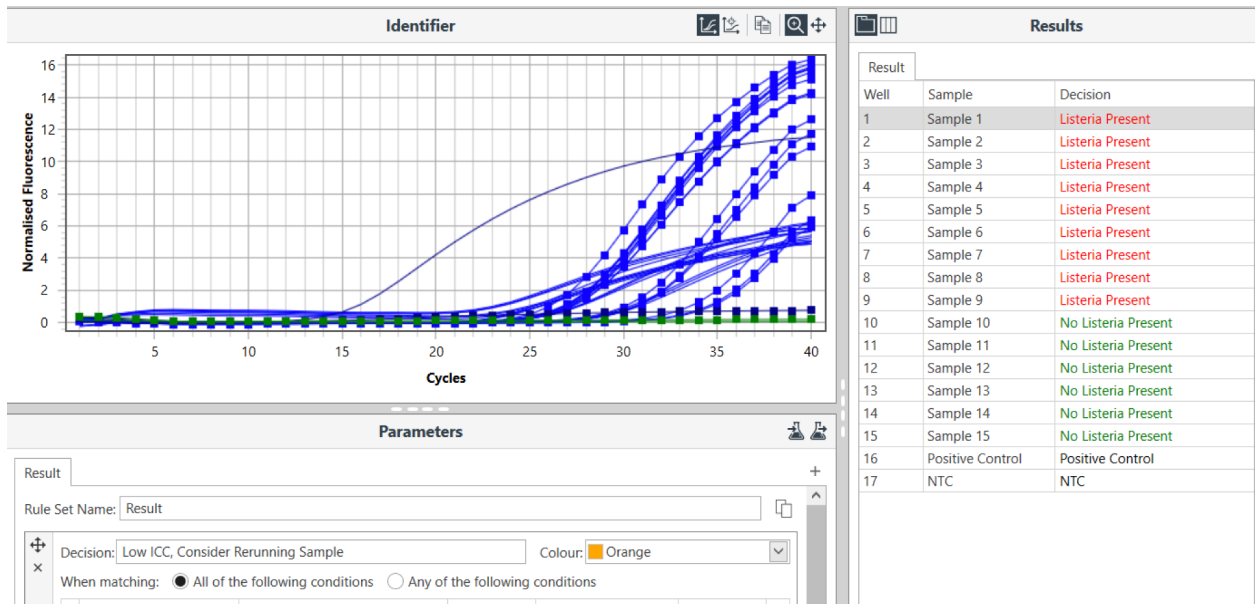 Identifier
Normalised Fluorescence
16
14
12
10
8
6
4
2
0
5 10 15 20 25 30 35 40
Cycles
Parameters
Result
+
Rule Set Name: Result
Decision: Low ICC, Consider Rerunning Sample Colour: Orange
When matching: All of the following conditions Any of the following conditions
Results
Result
Well Sample Decision
1 Sample 1 Listeria Present
2 Sample 2 Listeria Present
3 Sample 3 Listeria Present
4 Sample 4 Listeria Present
5 Sample 5 Listeria Present
6 Sample 6 Listeria Present
7 Sample 7 Listeria Present
8 Sample 8 Listeria Present
9 Sample 9 Listeria Present
10 Sample 10 No Listeria Present
11 Sample 11 No Listeria Present
12 Sample 12 No Listeria Present
13 Sample 13 No Listeria Present
14 Sample 14 No Listeria Present
15 Sample 15 No Listeria Present
16 Positive Control Positive Control
17 NTC NTC